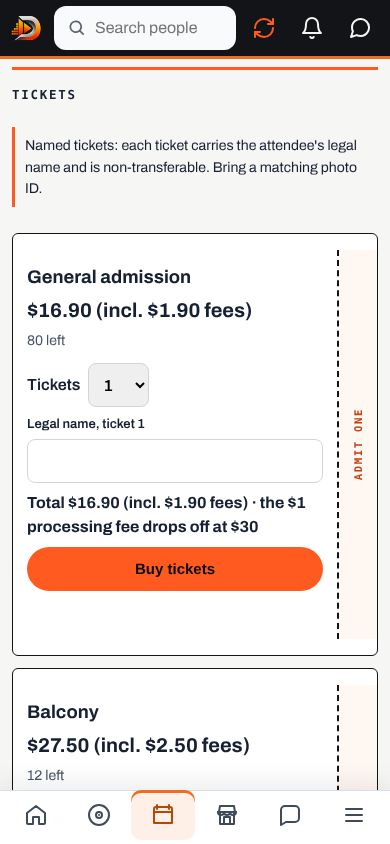 Search people
TICKETS
Named tickets: each ticket carries the attendee's legal
name and is non-transferable. Bring a matching photo
ID.
General admission
$16.90 (incl. $1.90 fees)
80 left
Tickets 1
Legal name, ticket 1
Total $16.90 (incl. $1.90 fees) · the $1
processing fee drops off at $30
Buy tickets
ADMIT ONE
Balcony
$27.50 (incl. $2.50 fees)
12 left